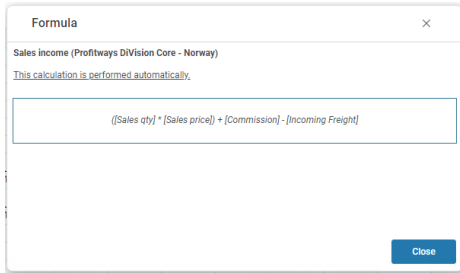 Formula
Sales income (Profitways DiVision Core - Norway)
This calculation is performed automatically.
([Sales qty] * [Sales price]) + [Commission] - [Incoming Freight]
Close